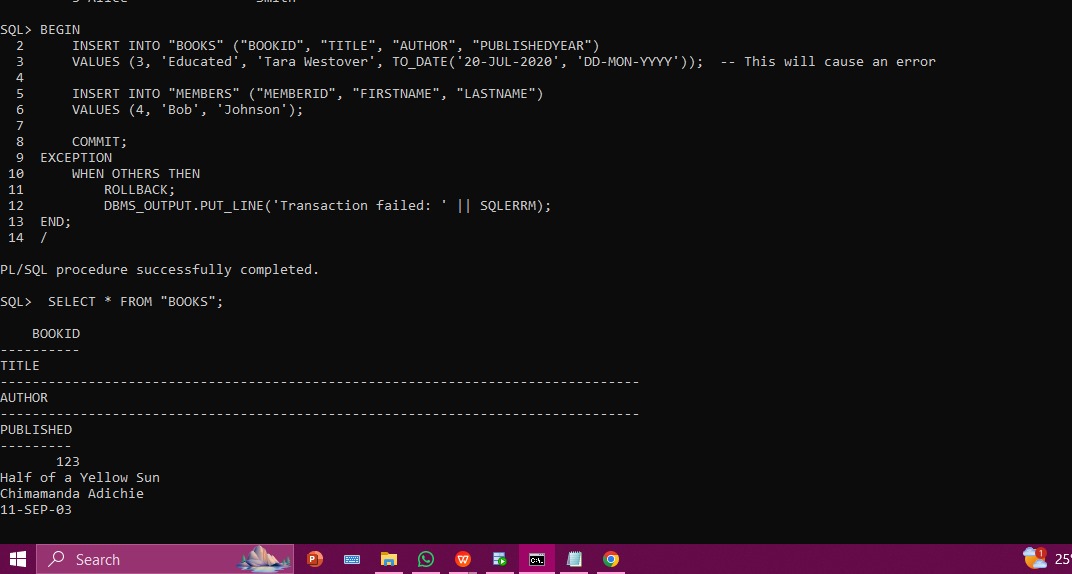 SQL> BEGIN
  2      INSERT INTO "BOOKS" ("BOOKID", "TITLE", "AUTHOR", "PUBLISHEDYEAR")
  3      VALUES (3, 'Educated', 'Tara Westover', TO_DATE('20-JUL-2020', 'DD-MON-YYYY'));  -- This will cause an error
  4
  5      INSERT INTO "MEMBERS" ("MEMBERID", "FIRSTNAME", "LASTNAME")
  6      VALUES (4, 'Bob', 'Johnson');
  7
  8      COMMIT;
  9  EXCEPTION
 10      WHEN OTHERS THEN
 11          ROLLBACK;
 12          DBMS_OUTPUT.PUT_LINE('Transaction failed: ' || SQLERRM);
 13  END;
 14  /
PL/SQL procedure successfully completed.
SQL>  SELECT * FROM "BOOKS";
    BOOKID
----------
TITLE
--------------------------------------------------------------------------------
AUTHOR
--------------------------------------------------------------------------------
PUBLISHED
---------
       123
Half of a Yellow Sun
Chimamanda Adichie
11-SEP-03
Search
1
25°